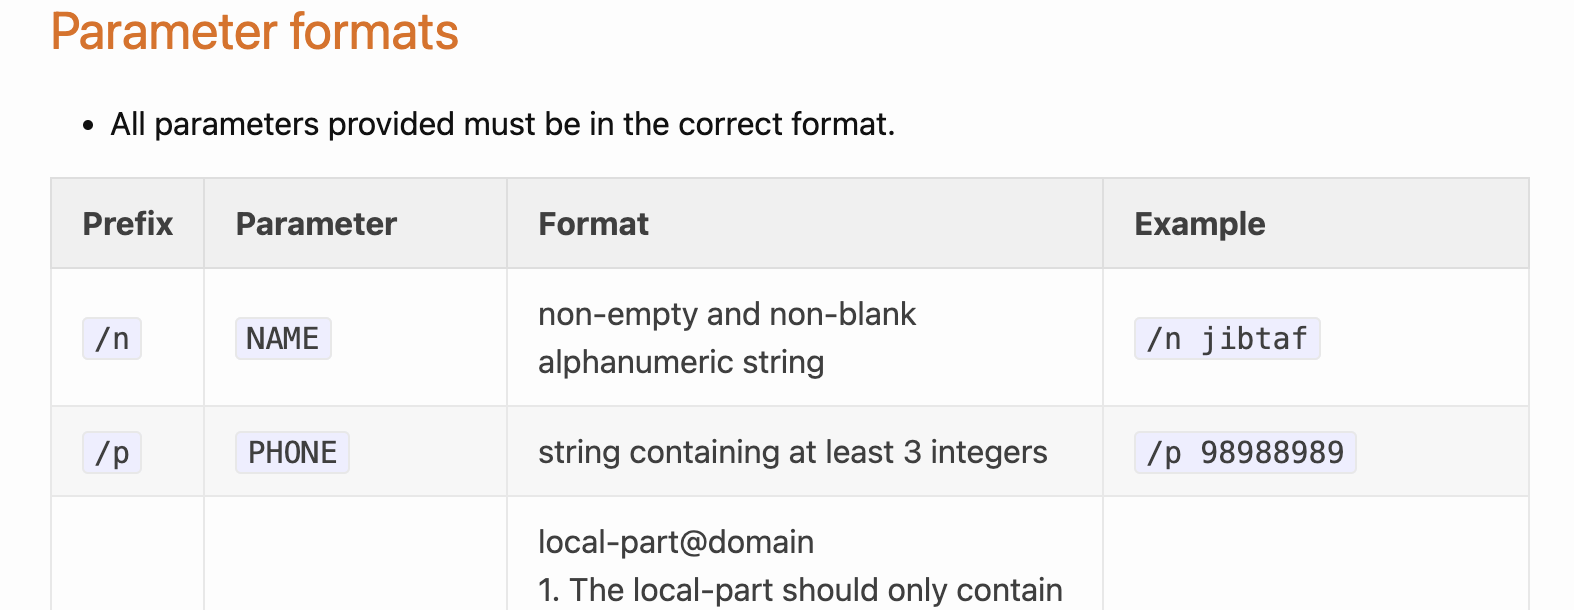 Parameter formats
• All parameters provided must be in the correct format.
Prefix Parameter Format Example
/n NAME non-empty and non-blank alphanumeric string /n jibtaf
/p PHONE string containing at least 3 integers /p 98988989
local-part@domain
1. The local-part should only contain